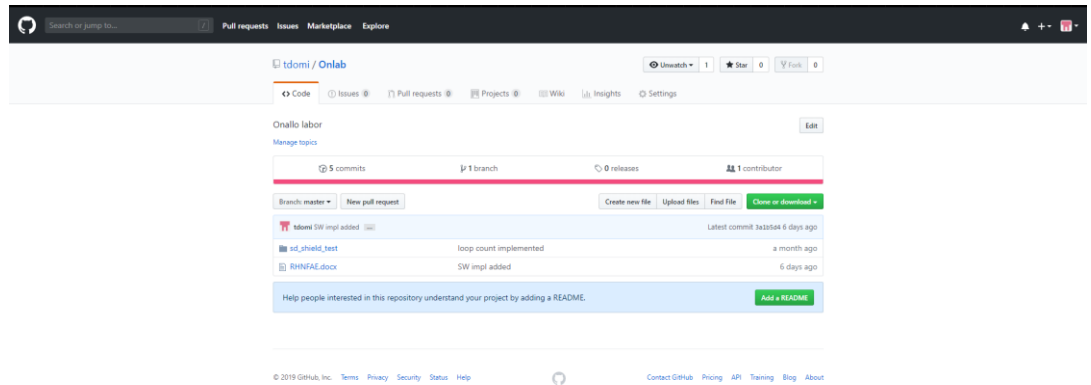 Search or jump to... / Pull requests Issues Marketplace Explore
tdomi / Onlab Unwatch 1 Star 0 Fork 0
Code Issues 0 Pull requests 0 Projects 0 Wiki Insights Settings
Onallo labor Edit
Manage topics
5 commits 1 branch 0 releases 1 contributor
Branch: master New pull request Create new file Upload files Find File Clone or download
tdomi SW impl added ... Latest commit 3a1b5d4 6 days ago
sd_shield_test loop count implemented a month ago
RHNFAE.docx SW impl added 6 days ago
Help people interested in this repository understand your project by adding a README. Add a README
© 2019 GitHub, Inc. Terms Privacy Security Status Help Contact GitHub Pricing API Training Blog About